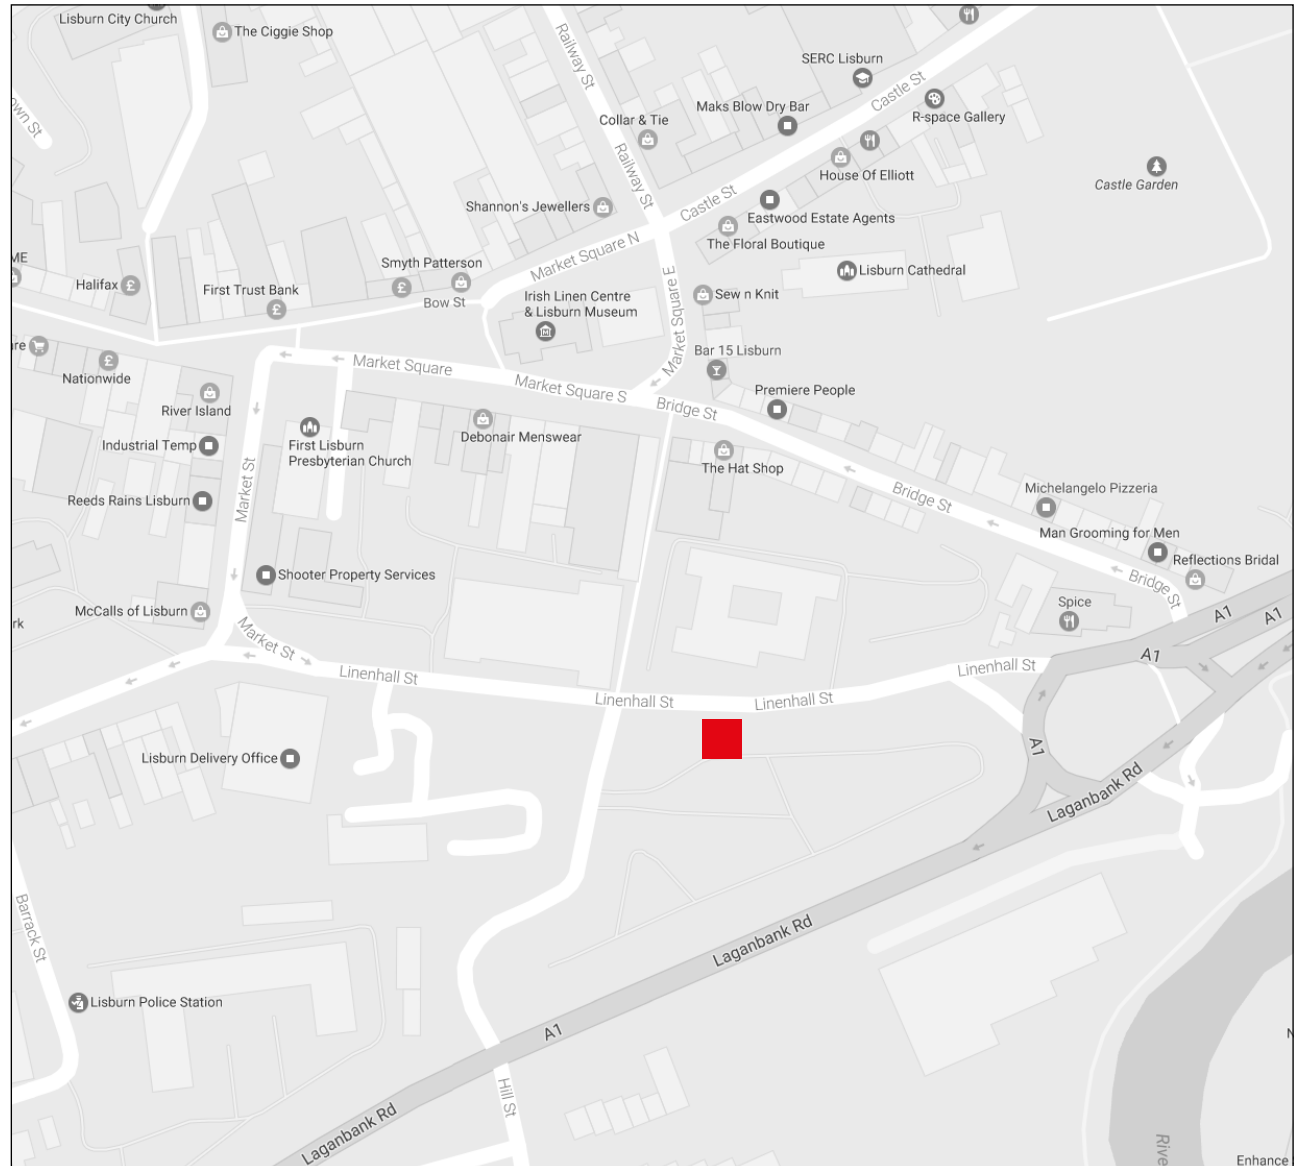 Lisburn City Church
The Ciggie Shop
Railway St
SERC Lisburn
Castle St
Maks Blow Dry Bar
R-space Gallery
Collar & Tie
Railway St
House Of Elliott
Castle Garden
Shannon's Jewellers
Castle St
Eastwood Estate Agents
The Floral Boutique
Market Square N
ME
Halifax
Smyth Patterson
First Trust Bank
Bow St
Lisburn Cathedral
Irish Linen Centre
& Lisburn Museum
Market Square E
Sew n Knit
Nationwide
Market Square
Market Square S
Bar 15 Lisburn
Premiere People
Bridge St
River Island
Industrial Temp
First Lisburn
Presbyterian Church
Debonair Menswear
The Hat Shop
Market St
Reeds Rains Lisburn
Bridge St
Michelangelo Pizzeria
Man Grooming for Men
Reflections Bridal
Bridge St
Shooter Property Services
McCalls of Lisburn
rk
Spice
A1
A1
A1
Market St
Linenhall St
Linenhall St
Linenhall St
Linenhall St
Lisburn Delivery Office
A1
Laganbank Rd
Barrack St
Laganbank Rd
Lisburn Police Station
A1
Hill St
Laganbank Rd
Rive
Enhance